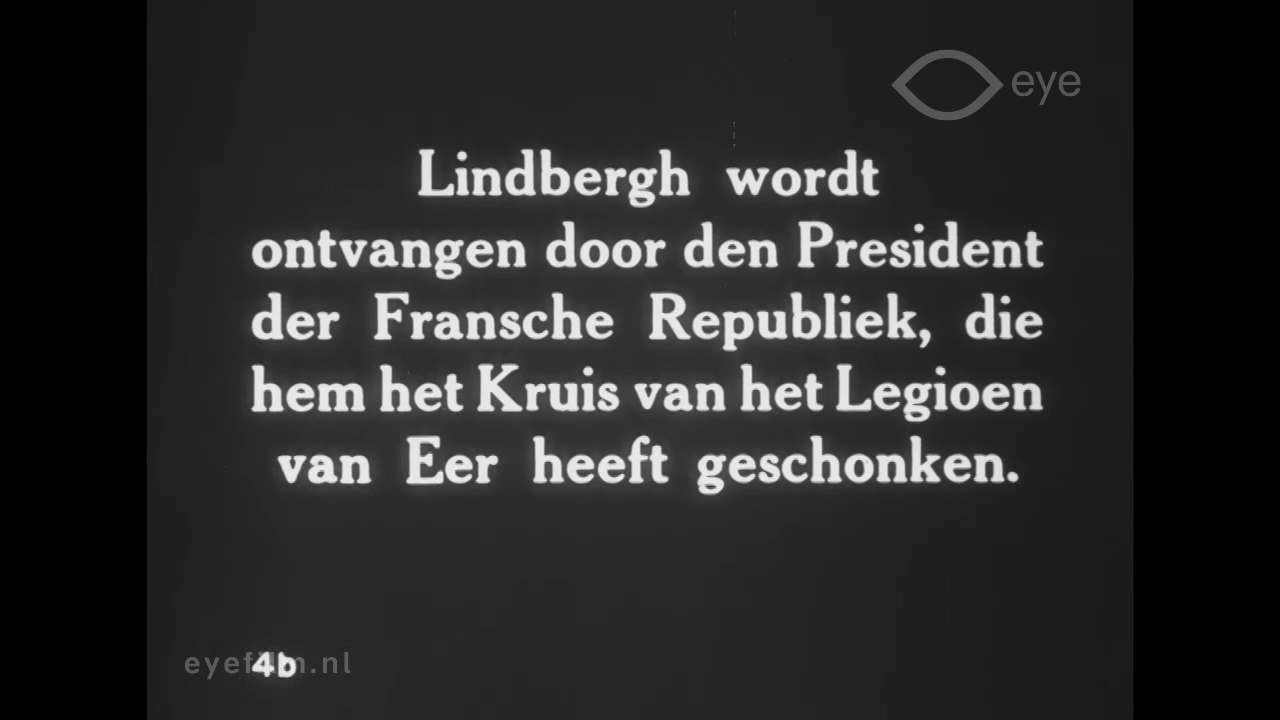 eye
Lindbergh wordt
ontvangen door den President
der Fransche Republiek, die
hem het Kruis van het Legioen
van Eer heeft geschonken.
eyefilm.nl
4b